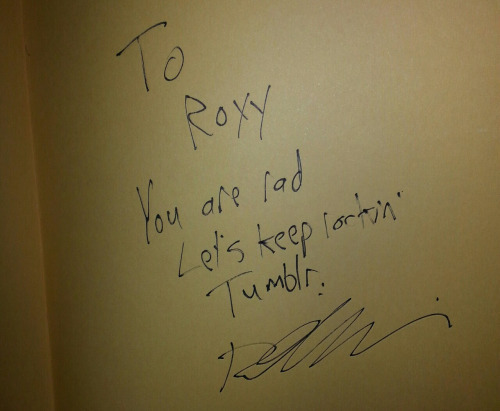 To
Roxy
You are rad
Let's keep rockin'
Tumblr.